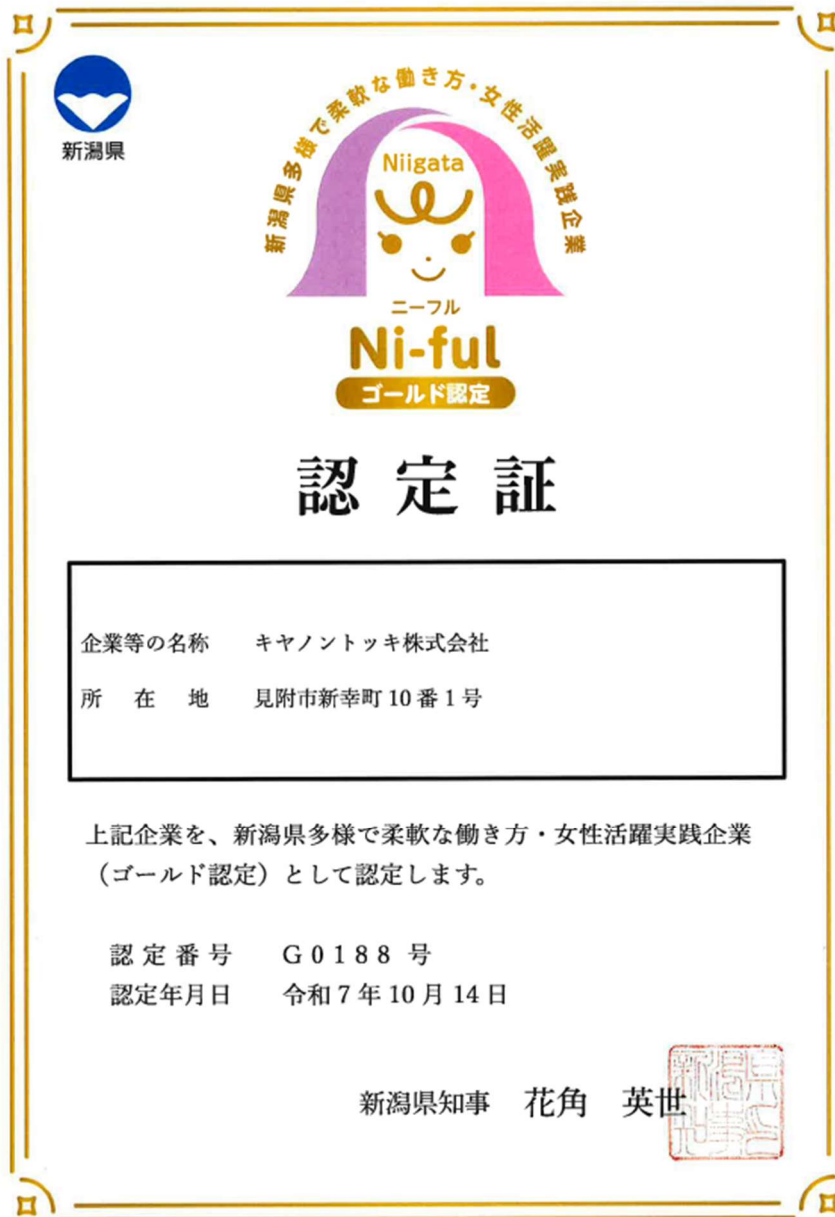 新潟県
新潟県多様で柔軟な働き方・女性活躍実践企業
Niigata
ニーフル
Ni-ful
ゴールド認定
認定証
企業等の名称 キヤノントッキ株式会社
所在地 見附市新幸町10番1号
上記企業を、新潟県多様で柔軟な働き方・女性活躍実践企業
（ゴールド認定）として認定します。
認定番号 G0188 号
認定年月日 令和7年10月14日
新潟県知事 花角 英世